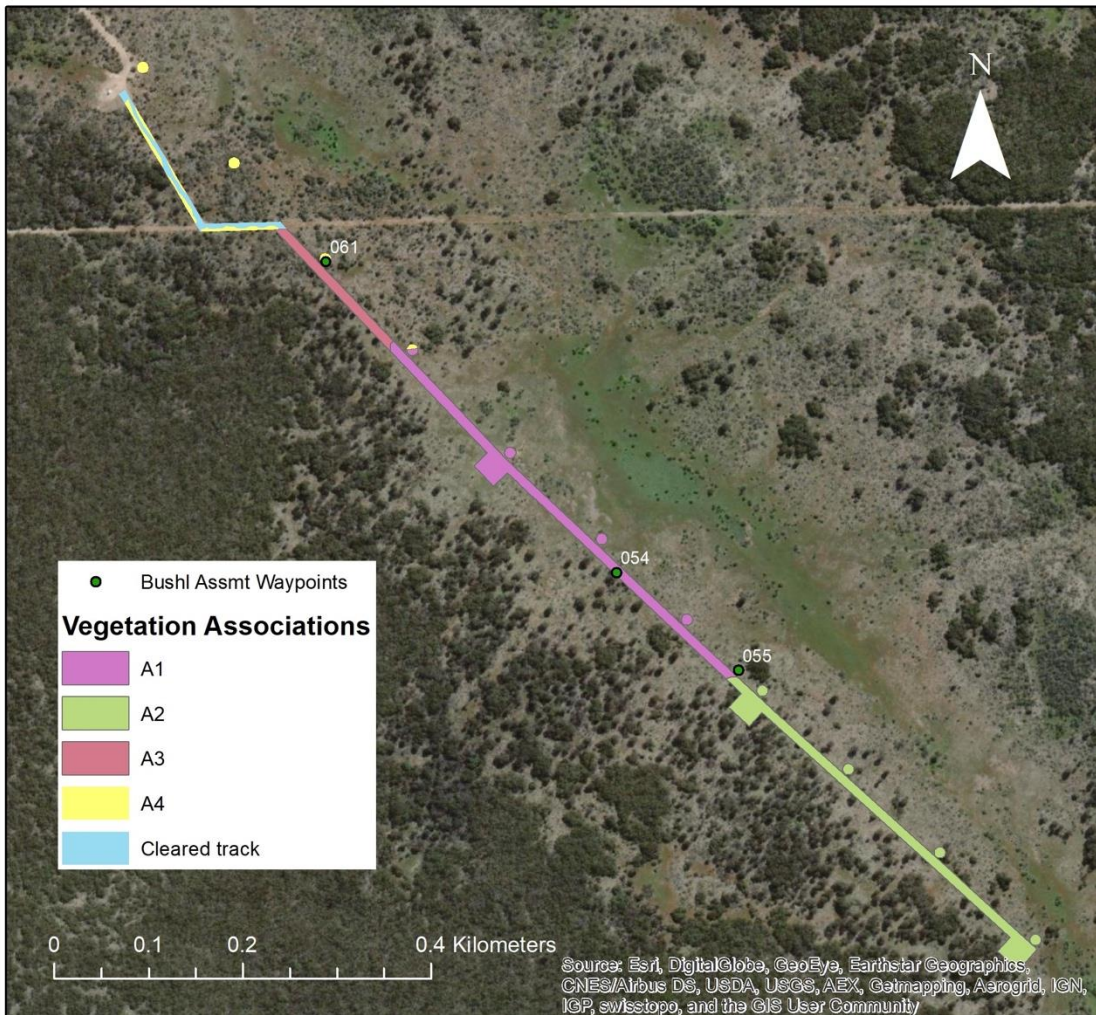 N
061
054
055
Bushl Assmt Waypoints
Vegetation Associations
A1
A2
A3
A4
Cleared track
0 0.1 0.2 0.4 Kilometers
Source: Esri, DigitalGlobe, GeoEye, Earthstar Geographics,
CNES/Airbus DS, USDA, USGS, AEX, Getmapping, Aerogrid, IGN,
IGP, swisstopo, and the GIS User Community